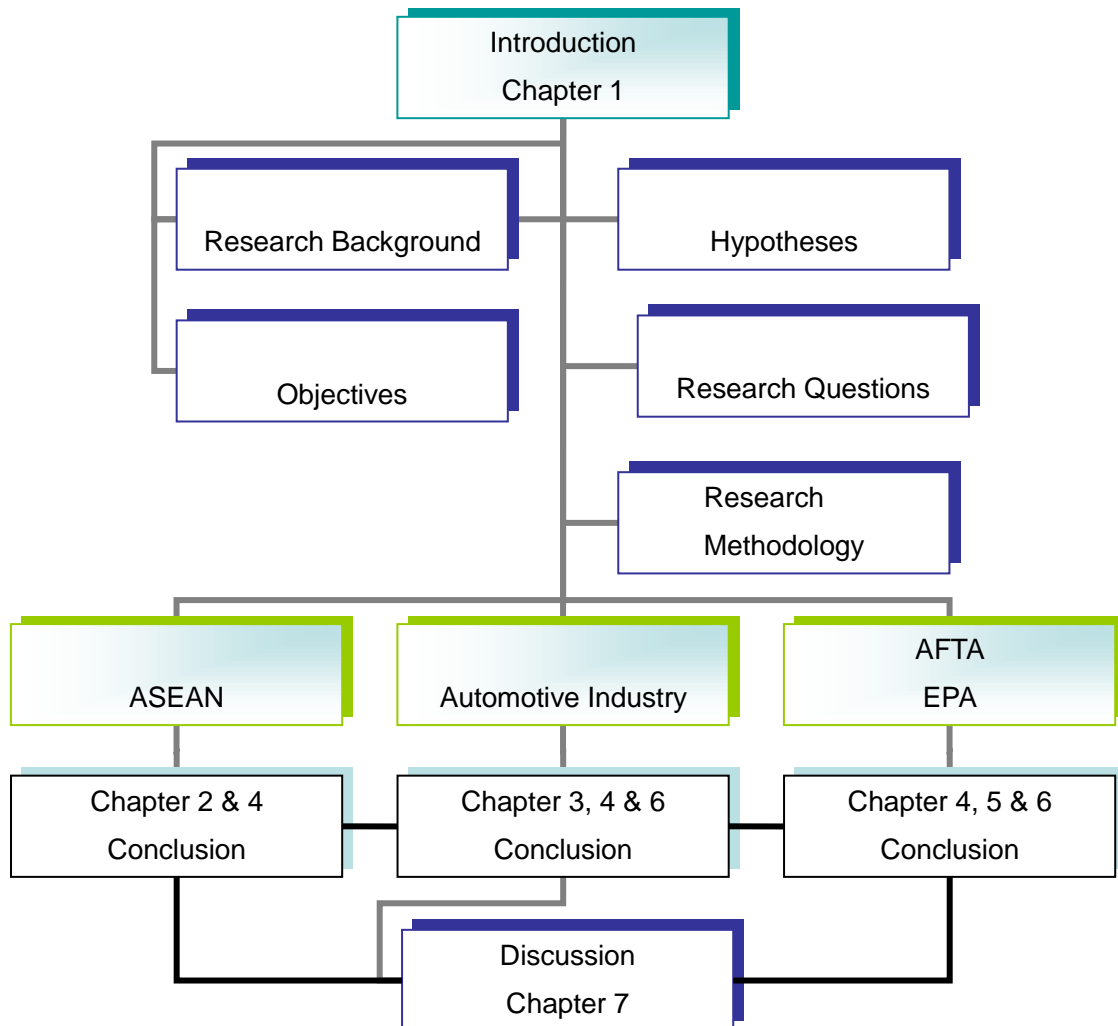 Introduction
Chapter 1
Research Background
Hypotheses
Objectives
Research Questions
Research
Methodology
ASEAN
Automotive Industry
AFTA
EPA
Chapter 2 & 4
Conclusion
Chapter 3, 4 & 6
Conclusion
Chapter 4, 5 & 6
Conclusion
Discussion
Chapter 7